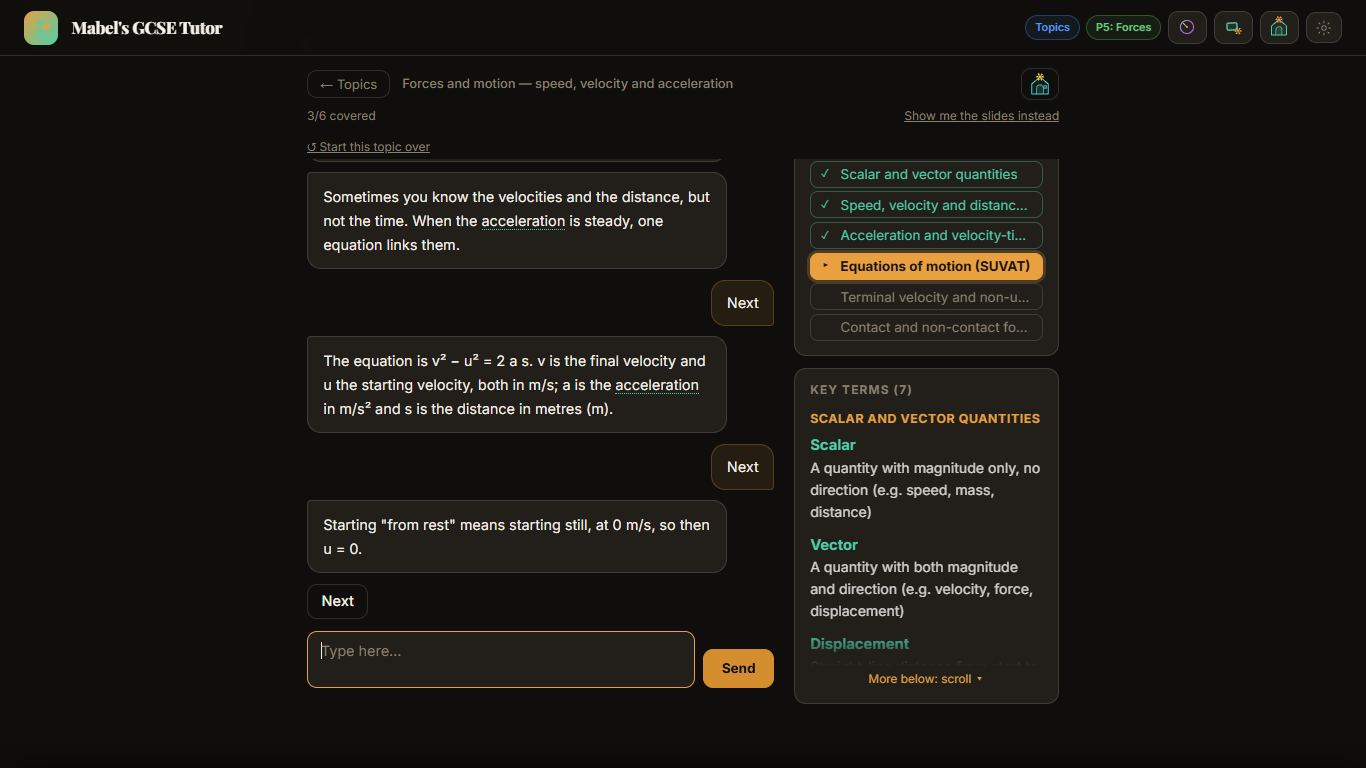 Mabel's GCSE Tutor
Topics
P5: Forces
← Topics
Forces and motion — speed, velocity and acceleration
3/6 covered
Show me the slides instead
↺ Start this topic over
Sometimes you know the velocities and the distance, but
not the time. When the acceleration is steady, one
equation links them.
Next
The equation is v² − u² = 2 a s. v is the final velocity and
u the starting velocity, both in m/s; a is the acceleration
in m/s² and s is the distance in metres (m).
Next
Starting "from rest" means starting still, at 0 m/s, so then
u = 0.
Next
Type here...
Send
✓ Scalar and vector quantities
✓ Speed, velocity and distanc...
✓ Acceleration and velocity-ti...
‣ Equations of motion (SUVAT)
Terminal velocity and non-u...
Contact and non-contact fo...
KEY TERMS (7)
SCALAR AND VECTOR QUANTITIES
Scalar
A quantity with magnitude only, no
direction (e.g. speed, mass,
distance)
Vector
A quantity with both magnitude
and direction (e.g. velocity, force,
displacement)
Displacement
More below: scroll ▾